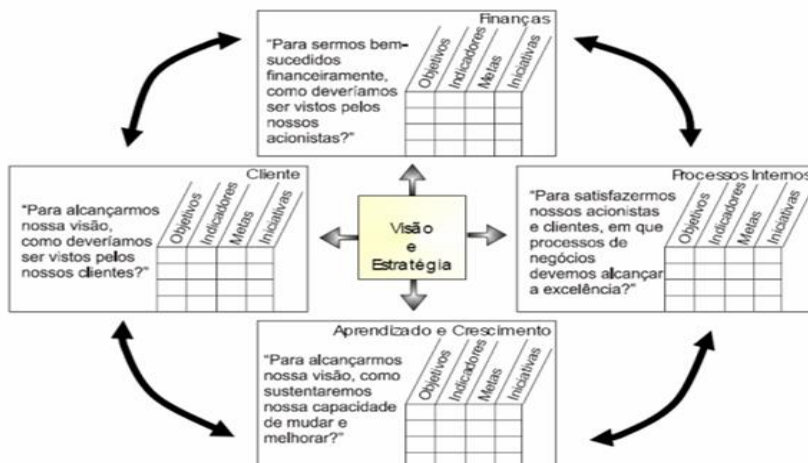 Finanças
"Para sermos bem-
sucedidos
financeiramente,
como deveríamos
ser vistos pelos
nossos
acionistas?"
Objetivos
Indicadores
Metas
Iniciativas
Cliente
"Para alcançarmos
nossa visão,
como deveríamos
ser vistos pelos
nossos clientes?"
Objetivos
Indicadores
Metas
Iniciativas
Visão
e
Estratégia
Processos Internos
"Para satisfazermos
nossos acionistas
e clientes, em que
processos de
negócios
devemos alcançar
a excelência?"
Objetivos
Indicadores
Metas
Iniciativas
Aprendizado e Crescimento
"Para alcançarmos
nossa visão, como
sustentaremos
nossa capacidade
de mudar e
melhorar?"
Objetivos
Indicadores
Metas
Iniciativas